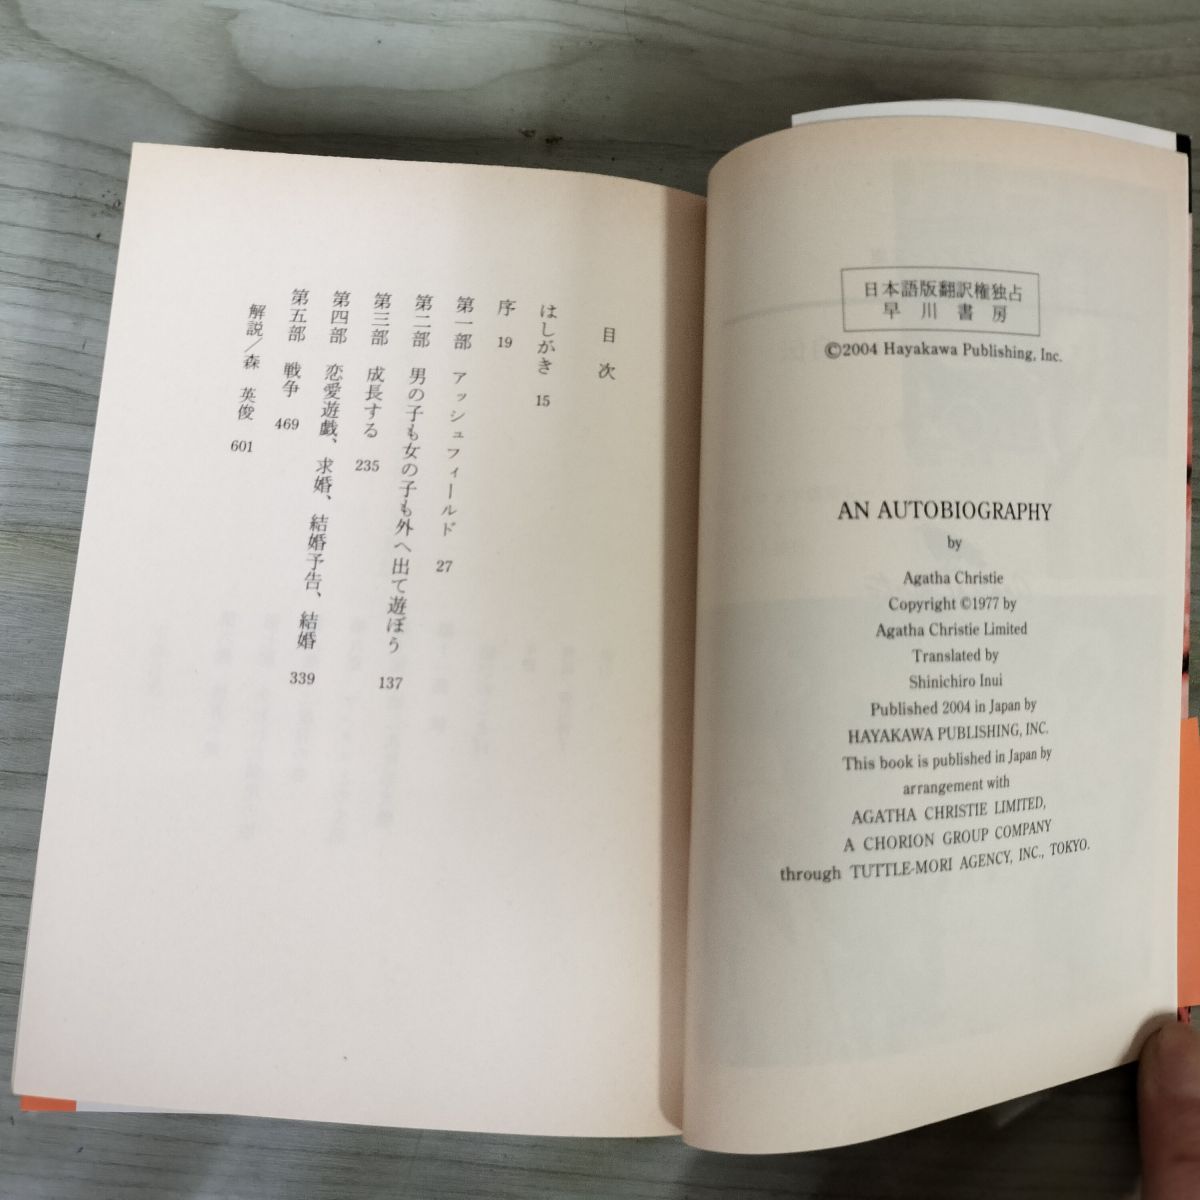 日本語版翻訳権独占
早川書房
©2004 Hayakawa Publishing, Inc.
AN AUTOBIOGRAPHY
by
Agatha Christie
Copyright ©1977 by
Agatha Christie Limited
Translated by
Shinichiro Inui
Published 2004 in Japan by
HAYAKAWA PUBLISHING, INC.
This book is published in Japan by
arrangement with
AGATHA CHRISTIE LIMITED,
A CHORION GROUP COMPANY
through TUTTLE-MORI AGENCY, INC., TOKYO.
目次
はしがき 15
序 19
第一部 アッシュフィールド 27
第二部 男の子も女の子も外へ出て遊ぼう 137
第三部 成長する 235
第四部 恋愛遊戯、求婚、結婚予告、結婚 339
第五部 戦争 469
解説/森 英俊 601